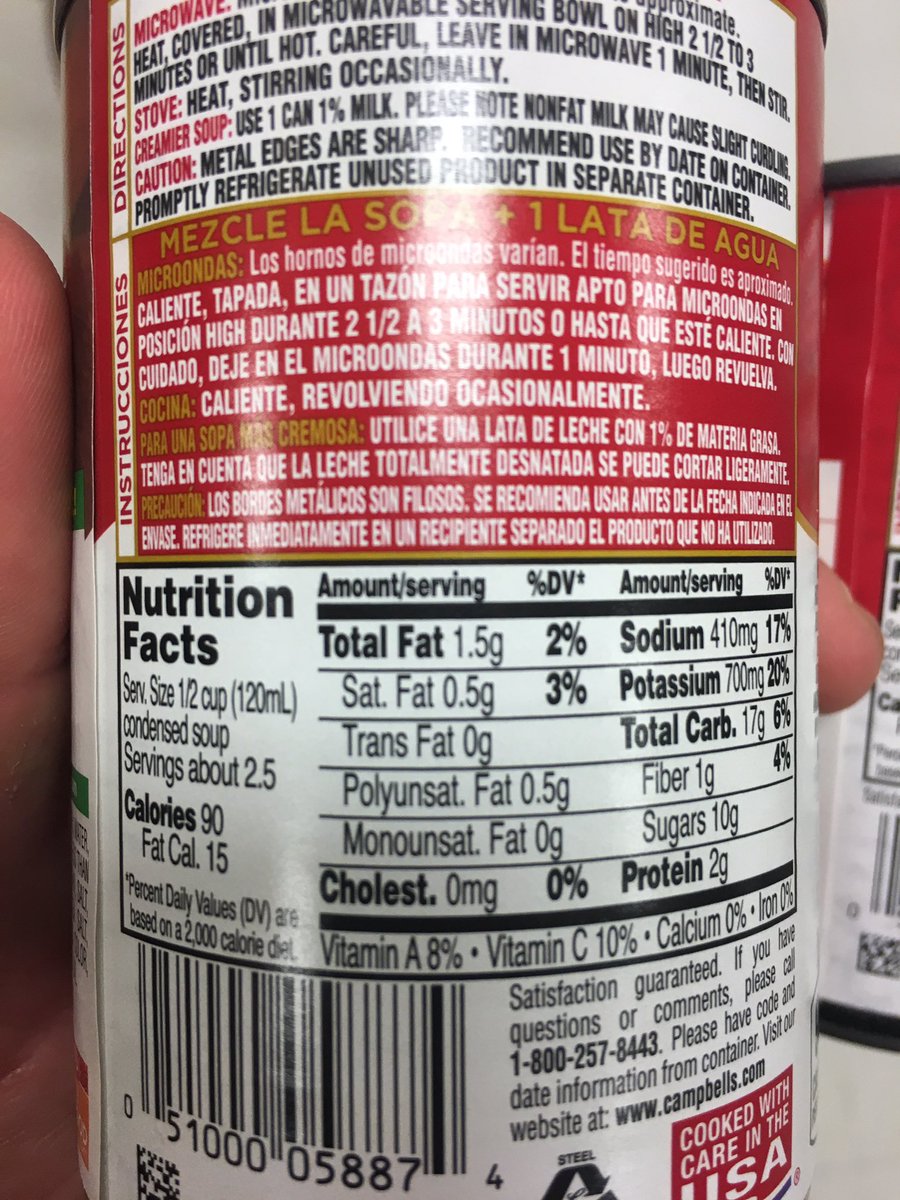 DIRECTIONS
MICROWAVE:
approximate.
HEAT, COVERED, IN MICROWAVABLE SERVING BOWL ON HIGH 2 1/2 TO 3
MINUTES OR UNTIL HOT. CAREFUL, LEAVE IN MICROWAVE 1 MINUTE, THEN STIR.
STOVE: HEAT, STIRRING OCCASIONALLY.
CREAMIER SOUP: USE 1 CAN 1% MILK. PLEASE NOTE NONFAT MILK MAY CAUSE SLIGHT CURDLING.
CAUTION: METAL EDGES ARE SHARP. RECOMMEND USE BY DATE ON CONTAINER.
PROMPTLY REFRIGERATE UNUSED PRODUCT IN SEPARATE CONTAINER.
INSTRUCCIONES
MEZCLE LA SOPA + 1 LATA DE AGUA
MICROONDAS: Los hornos de microondas varían. El tiempo sugerido es aproximado.
CALIENTE, TAPADA, EN UN TAZÓN PARA SERVIR APTO PARA MICROONDAS EN
POSICIÓN HIGH DURANTE 2 1/2 A 3 MINUTOS O HASTA QUE ESTÉ CALIENTE. CON
CUIDADO, DEJE EN EL MICROONDAS DURANTE 1 MINUTO, LUEGO REVUELVA.
COCINA: CALIENTE, REVOLVIENDO OCASIONALMENTE.
PARA UNA SOPA MÁS CREMOSA: UTILICE UNA LATA DE LECHE CON 1% DE MATERIA GRASA.
TENGA EN CUENTA QUE LA LECHE TOTALMENTE DESNATADA SE PUEDE CORTAR LIGERAMENTE.
PRECAUCIÓN: LOS BORDES METÁLICOS SON FILOSOS. SE RECOMIENDA USAR ANTES DE LA FECHA INDICADA EN EL
ENVASE. REFRIGERE INMEDIATAMENTE EN UN RECIPIENTE SEPARADO EL PRODUCTO QUE NO HA UTILIZADO.
Nutrition
Facts
Serv. Size 1/2 cup (120mL)
condensed soup
Servings about 2.5
Calories 90
Fat Cal. 15
*Percent Daily Values (DV) are
based on a 2,000 calorie diet.
Amount/serving %DV*
Total Fat 1.5g 2%
Sat. Fat 0.5g 3%
Trans Fat 0g
Polyunsat. Fat 0.5g
Monounsat. Fat 0g
Cholest. 0mg 0%
Amount/serving %DV*
Sodium 410mg 17%
Potassium 700mg 20%
Total Carb. 17g 6%
Fiber 1g 4%
Sugars 10g
Protein 2g
Vitamin A 8% • Vitamin C 10% • Calcium 0% • Iron 0%
Satisfaction guaranteed. If you have
questions or comments, please call
1-800-257-8443. Please have code and
date information from container. Visit our
website at: www.campbells.com
0 51000 05887 4
STEEL
COOKED WITH
CARE IN THE
USA
®